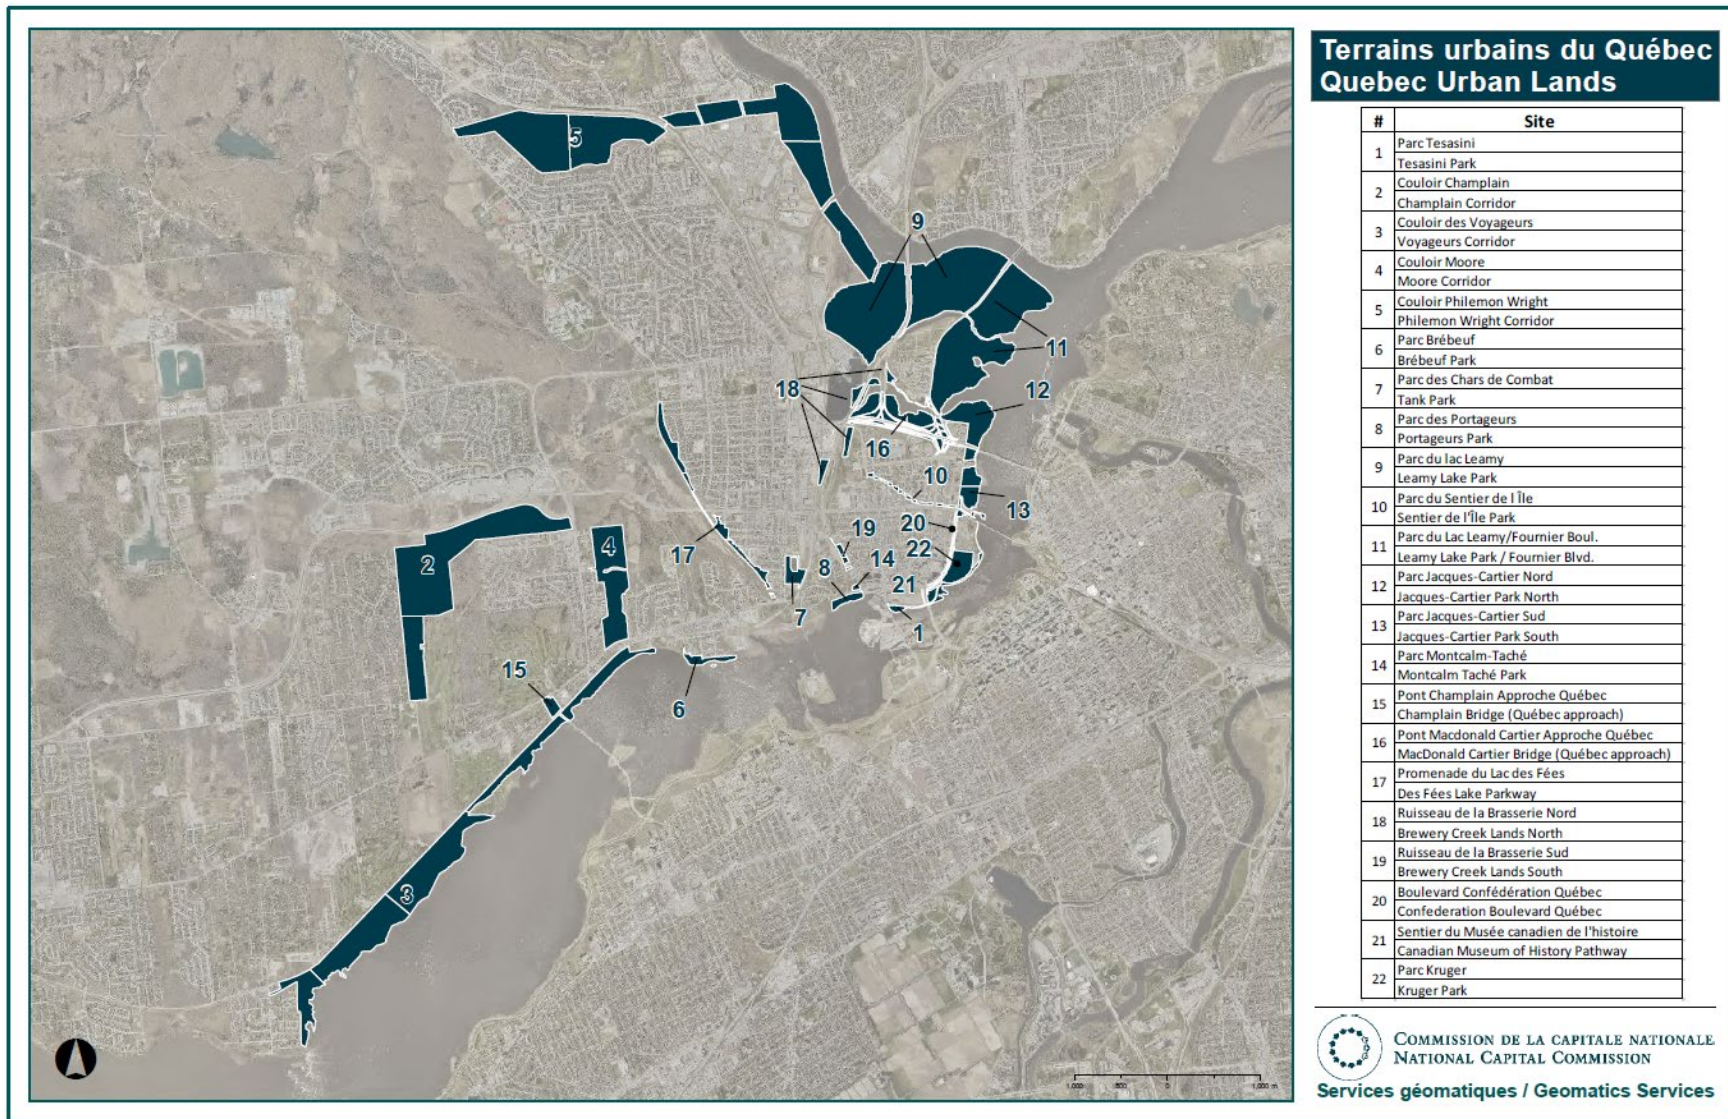 Terrains urbains du Québec
Quebec Urban Lands
# Site
1 Parc Tesasini
Tesasini Park
2 Couloir Champlain
Champlain Corridor
3 Couloir des Voyageurs
Voyageurs Corridor
4 Couloir Moore
Moore Corridor
5 Couloir Philemon Wright
Philemon Wright Corridor
6 Parc Brébeuf
Brébeuf Park
7 Parc des Chars de Combat
Tank Park
8 Parc des Portageurs
Portageurs Park
9 Parc du lac Leamy
Leamy Lake Park
10 Parc du Sentier de l Île
Sentier de l'Île Park
11 Parc du Lac Leamy/Fournier Boul.
Leamy Lake Park / Fournier Blvd.
12 Parc Jacques-Cartier Nord
Jacques-Cartier Park North
13 Parc Jacques-Cartier Sud
Jacques-Cartier Park South
14 Parc Montcalm-Taché
Montcalm Taché Park
15 Pont Champlain Approche Québec
Champlain Bridge (Québec approach)
16 Pont Macdonald Cartier Approche Québec
MacDonald Cartier Bridge (Québec approach)
17 Promenade du Lac des Fées
Des Fées Lake Parkway
18 Ruisseau de la Brasserie Nord
Brewery Creek Lands North
19 Ruisseau de la Brasserie Sud
Brewery Creek Lands South
20 Boulevard Confédération Québec
Confederation Boulevard Québec
21 Sentier du Musée canadien de l'histoire
Canadian Museum of History Pathway
22 Parc Kruger
Kruger Park
COMMISSION DE LA CAPITALE NATIONALE
NATIONAL CAPITAL COMMISSION
Services géomatiques / Geomatics Services
5
9
11
18
12
16
10
13
20
19
17
4
2
22
14
8
21
7
1
15
6
3
1,000 500 0 1,000 m